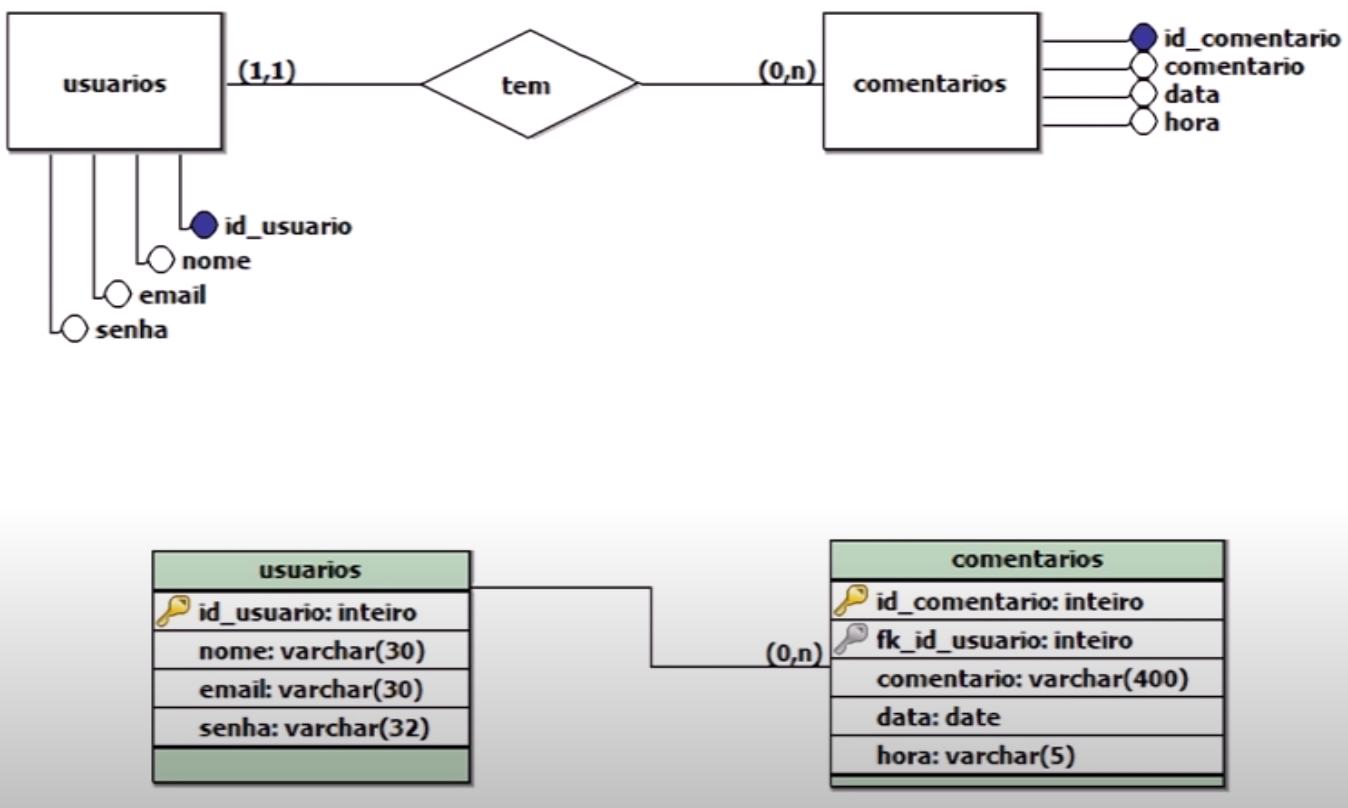 usuarios
(1,1)
tem
(0,n)
comentarios
id_comentario
comentario
data
hora
id_usuario
nome
email
senha
usuarios
id_usuario: inteiro
nome: varchar(30)
email: varchar(30)
senha: varchar(32)
(0,n)
comentarios
id_comentario: inteiro
fk_id_usuario: inteiro
comentario: varchar(400)
data: date
hora: varchar(5)